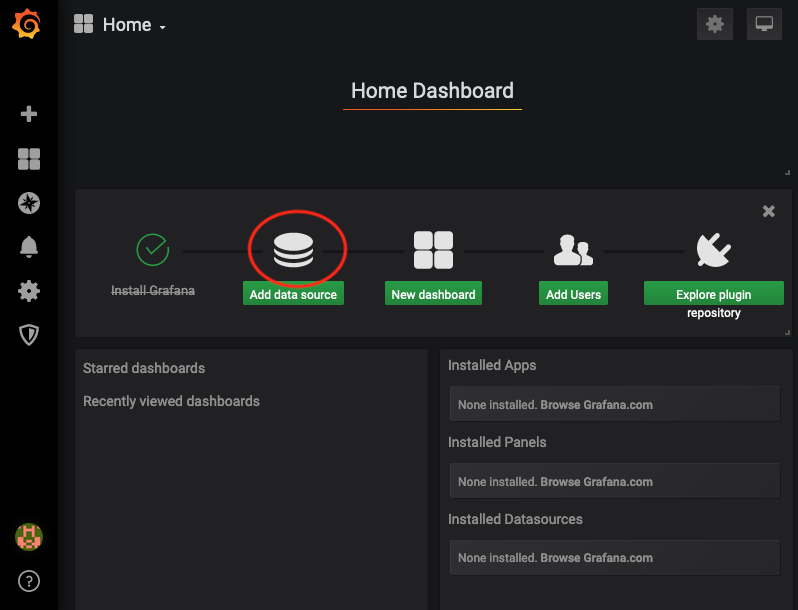 Home
Home Dashboard
Install Grafana
Add data source
New dashboard
Add Users
Explore plugin
repository
Starred dashboards
Recently viewed dashboards
Installed Apps
None installed. Browse Grafana.com
Installed Panels
None installed. Browse Grafana.com
Installed Datasources
None installed. Browse Grafana.com
?